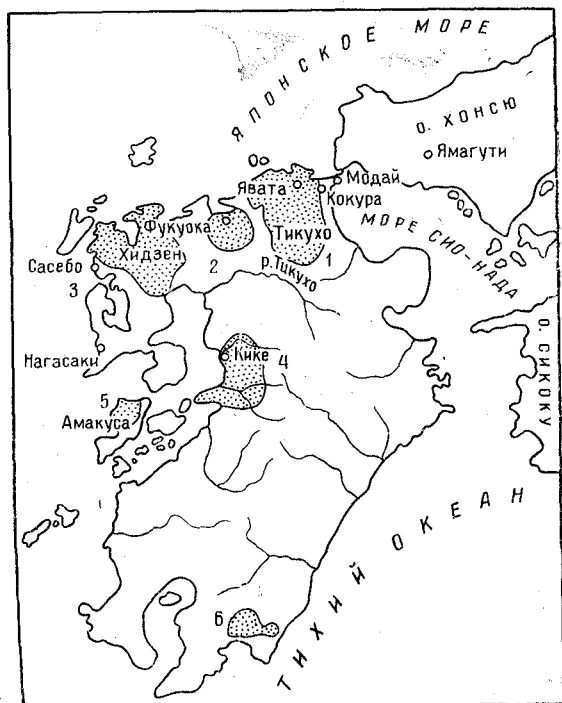 ЯПОНСКОЕ МОРЕ
о. ХОНСЮ
Ямагути
Модай
Явата
Кокура
Фукуока
Тикухо
МОРЕ СИО-НАДА
Хидзен
2
р. Тикухо
1
Сасебо
3
о. СИКОКУ
Нагасаки
Кике
4
5
Амакуса
ТИХИЙ ОКЕАН
6